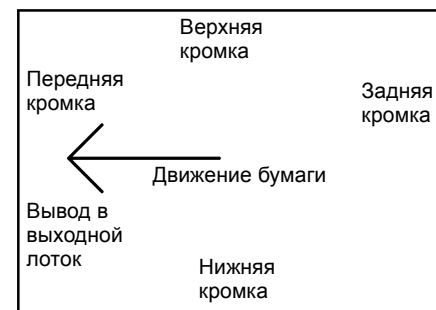 Верхняя
кромка
Передняя
кромка
Задняя
кромка
Движение бумаги
Вывод в
выходной
лоток
Нижняя
кромка